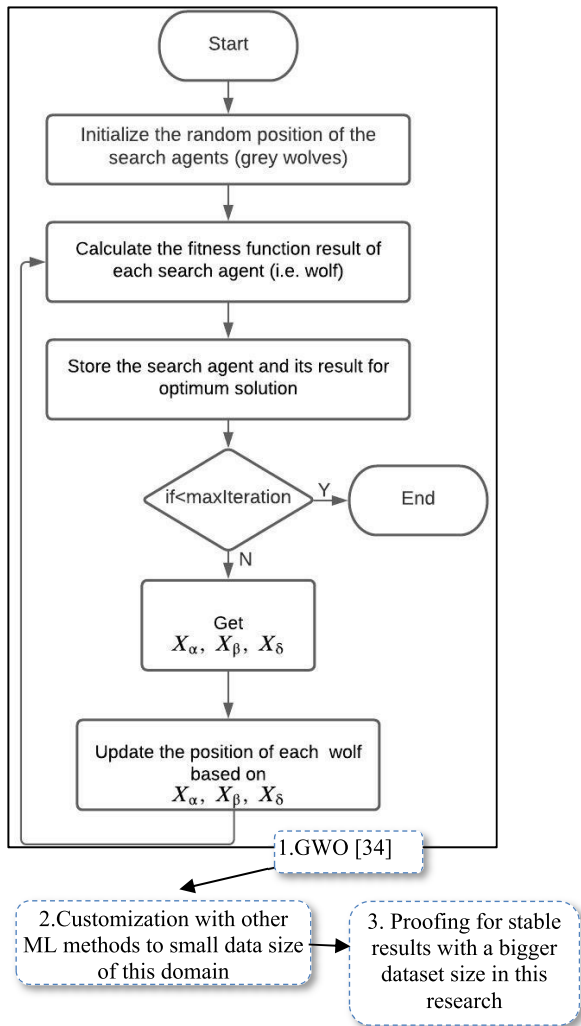 Start
Initialize the random position of the
search agents (grey wolves)
Calculate the fitness function result of
each search agent (i.e. wolf)
Store the search agent and its result for
optimum solution
if<maxIteration
Y
End
N
Get
Xα, Xβ, Xδ
Update the position of each wolf
based on
Xα, Xβ, Xδ
1.GWO [34]
2.Customization with other
ML methods to small data size
of this domain
3. Proofing for stable
results with a bigger
dataset size in this
research